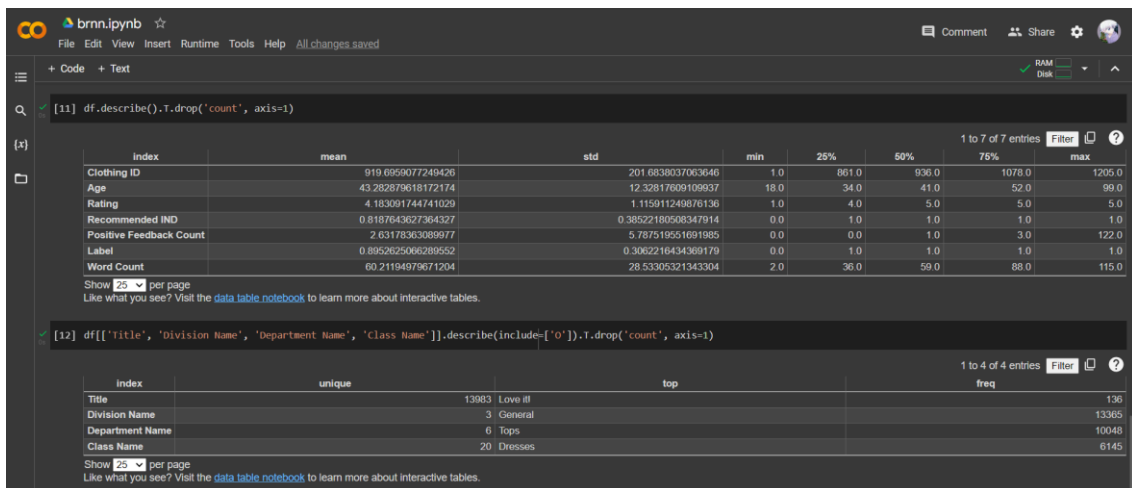 brnn.ipynb
File Edit View Insert Runtime Tools Help All changes saved
Comment Share
+ Code + Text
RAM
Disk
[11] df.describe().T.drop('count', axis=1)
1 to 7 of 7 entries Filter
index mean std min 25% 50% 75% max
Clothing ID 919.6959077249426 201.6838037063646 1.0 861.0 936.0 1078.0 1205.0
Age 43.282879618172174 12.32817609109937 18.0 34.0 41.0 52.0 99.0
Rating 4.183091744741029 1.115911249876136 1.0 4.0 5.0 5.0 5.0
Recommended IND 0.8187643627364327 0.38522180508347914 0.0 1.0 1.0 1.0 1.0
Positive Feedback Count 2.63178363089977 5.787519551691985 0.0 0.0 1.0 3.0 122.0
Label 0.8952625066289552 0.3062216434369179 0.0 1.0 1.0 1.0 1.0
Word Count 60.21194979671204 28.53305321343304 2.0 36.0 59.0 88.0 115.0
Show 25 per page
Like what you see? Visit the data table notebook to learn more about interactive tables.
[12] df[['Title', 'Division Name', 'Department Name', 'Class Name']].describe(include=['O']).T.drop('count', axis=1)
1 to 4 of 4 entries Filter
index unique top freq
Title 13983 Love it! 136
Division Name 3 General 13365
Department Name 6 Tops 10048
Class Name 20 Dresses 6145
Show 25 per page
Like what you see? Visit the data table notebook to learn more about interactive tables.